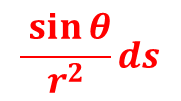 sin θ
r² ds